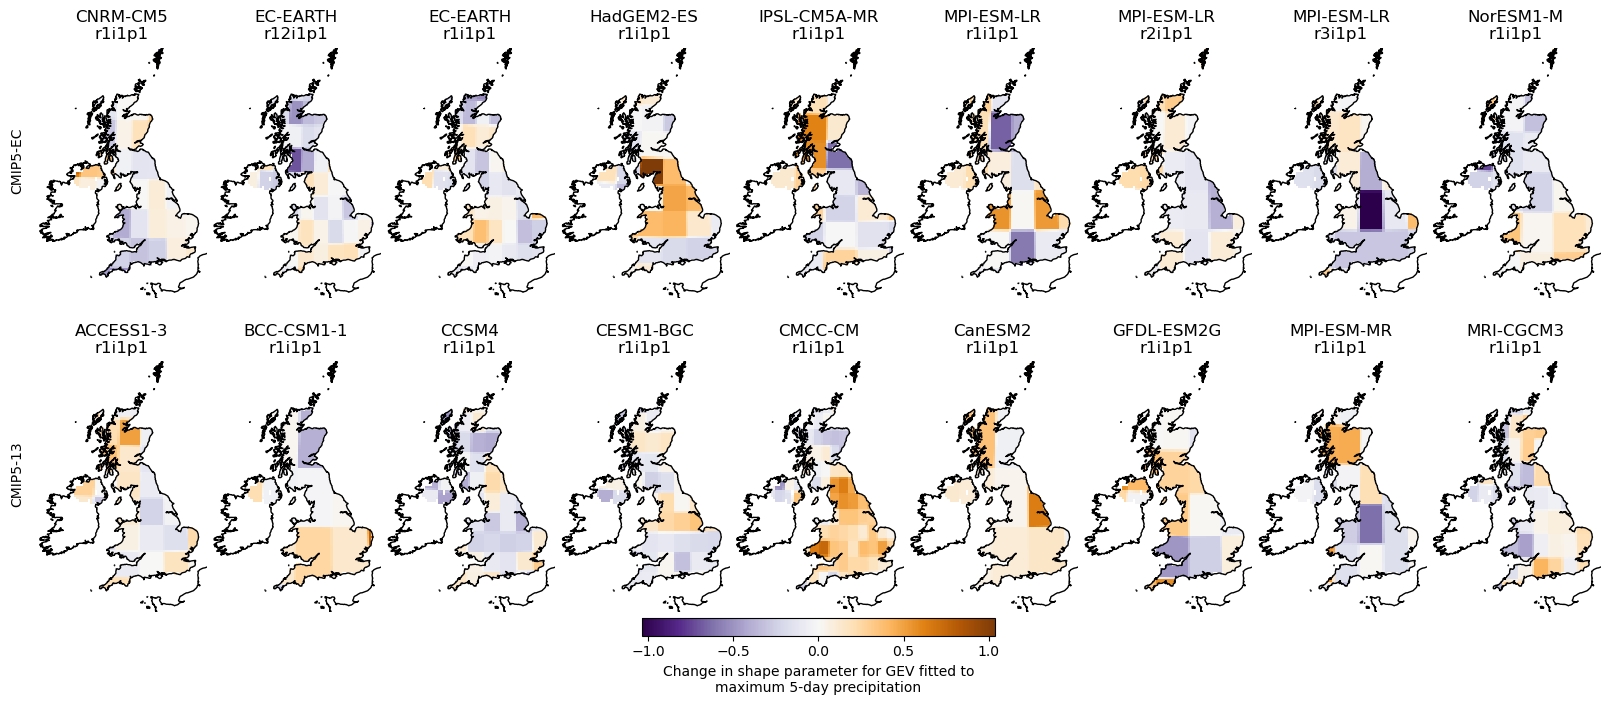 CNRM-CM5 EC-EARTH EC-EARTH HadGEM2-ES IPSL-CM5A-MR MPI-ESM-LR MPI-ESM-LR MPI-ESM-LR NorESM1-M
r1i1p1 r12i1p1 r1i1p1 r1i1p1 r1i1p1 r1i1p1 r2i1p1 r3i1p1 r1i1p1
CMIP5-EC
ACCESS1-3 BCC-CSM1-1 CCSM4 CESM1-BGC CMCC-CM CanESM2 GFDL-ESM2G MPI-ESM-MR MRI-CGCM3
r1i1p1 r1i1p1 r1i1p1 r1i1p1 r1i1p1 r1i1p1 r1i1p1 r1i1p1 r1i1p1
CMIP5-13
−1.0 −0.5 0.0 0.5 1.0
Change in shape parameter for GEV fitted to
maximum 5-day precipitation